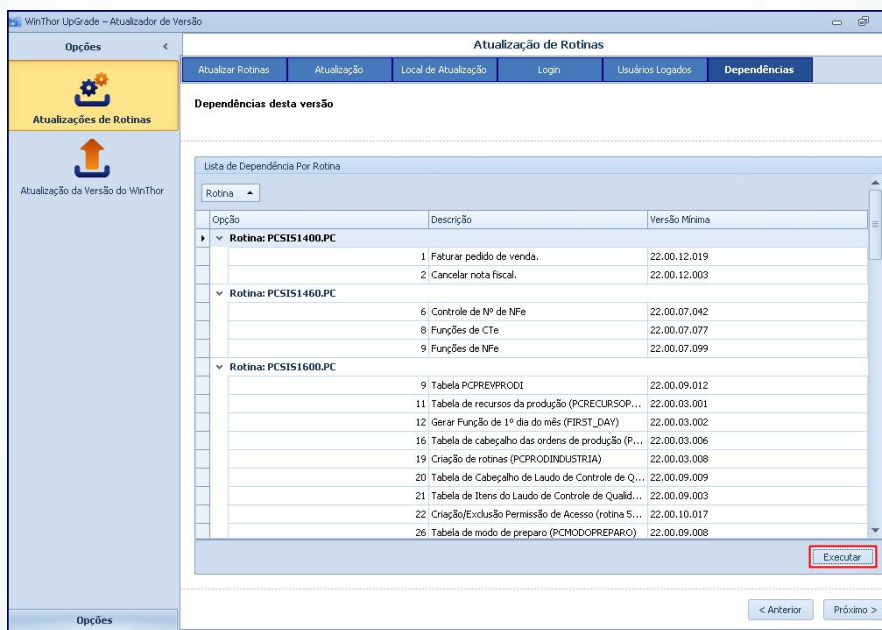 WinThor UpGrade – Atualizador de Versão
Opções <
Atualização de Rotinas
Atualizações de Rotinas
Atualização da Versão do WinThor
Opções
Atualizar Rotinas Atualização Local de Atualização Login Usuários Logados Dependências
Dependências desta versão
Lista de Dependência Por Rotina
Rotina
Opção Descrição Versão Mínima
Rotina: PCSIS1400.PC
1 Faturar pedido de venda. 22.00.12.019
2 Cancelar nota fiscal. 22.00.12.003
Rotina: PCSIS1460.PC
6 Controle de Nº de NFe 22.00.07.042
8 Funções de CTe 22.00.07.077
9 Funções de NFe 22.00.07.099
Rotina: PCSIS1600.PC
9 Tabela PCPREVPRODI 22.00.09.012
11 Tabela de recursos da produção (PCRECURSOP... 22.00.03.001
12 Gerar Função de 1º dia do mês (FIRST_DAY) 22.00.03.002
16 Tabela de cabeçalho das ordens de produção (P... 22.00.03.006
19 Criação de rotinas (PCPRODINDUSTRIA) 22.00.03.008
20 Tabela de Cabeçalho de Laudo de Controle de Q... 22.00.09.009
21 Tabela de Itens do Laudo de Controle de Qualid... 22.00.09.003
22 Criação/Exclusão Permissão de Acesso (rotina 5... 22.00.10.017
26 Tabela de modo de preparo (PCMODOPREPARO) 22.00.09.008
Executar
< Anterior Próximo >